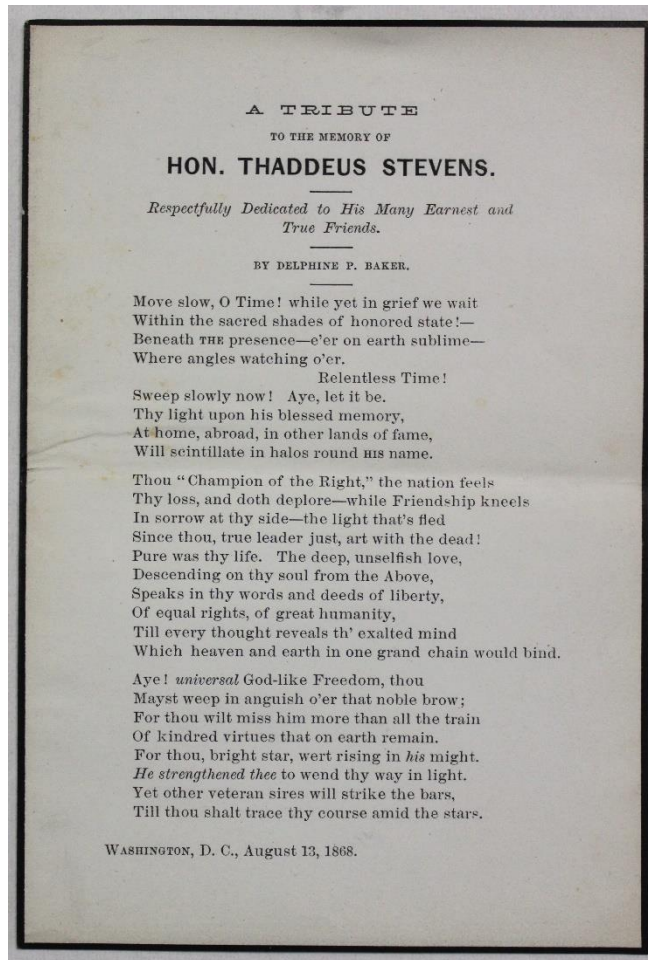 A TRIBUTE
TO THE MEMORY OF
HON. THADDEUS STEVENS.
Respectfully Dedicated to His Many Earnest and
True Friends.
BY DELPHINE P. BAKER.
Move slow, O Time! while yet in grief we wait
Within the sacred shades of honored state!—
Beneath THE presence—e'er on earth sublime—
Where angles watching o'er.
Relentless Time!
Sweep slowly now! Aye, let it be.
Thy light upon his blessed memory,
At home, abroad, in other lands of fame,
Will scintillate in halos round HIS name.
Thou "Champion of the Right," the nation feels
Thy loss, and doth deplore—while Friendship kneels
In sorrow at thy side—the light that's fled
Since thou, true leader just, art with the dead!
Pure was thy life. The deep, unselfish love,
Descending on thy soul from the Above,
Speaks in thy words and deeds of liberty,
Of equal rights, of great humanity,
Till every thought reveals th' exalted mind
Which heaven and earth in one grand chain would bind.
Aye! universal God-like Freedom, thou
Mayst weep in anguish o'er that noble brow;
For thou wilt miss him more than all the train
Of kindred virtues that on earth remain.
For thou, bright star, wert rising in his might.
He strengthened thee to wend thy way in light.
Yet other veteran sires will strike the bars,
Till thou shalt trace thy course amid the stars.
WASHINGTON, D. C., August 13, 1868.